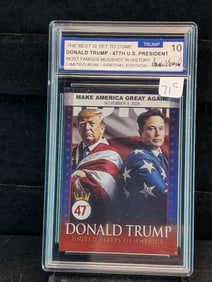 THE BEST IS YET TO COME
TRUMP
DONALD TRUMP - 47TH U.S. PRESIDENT
10
MOST FAMOUS MUGSHOT IN HISTORY
LIMITED RUN - SPECIAL EDITION
MAKE AMERICA GREAT AGAIN!
NOVEMBER 5, 2024
47
DONALD TRUMP
UNITED STATES OF AMERICA